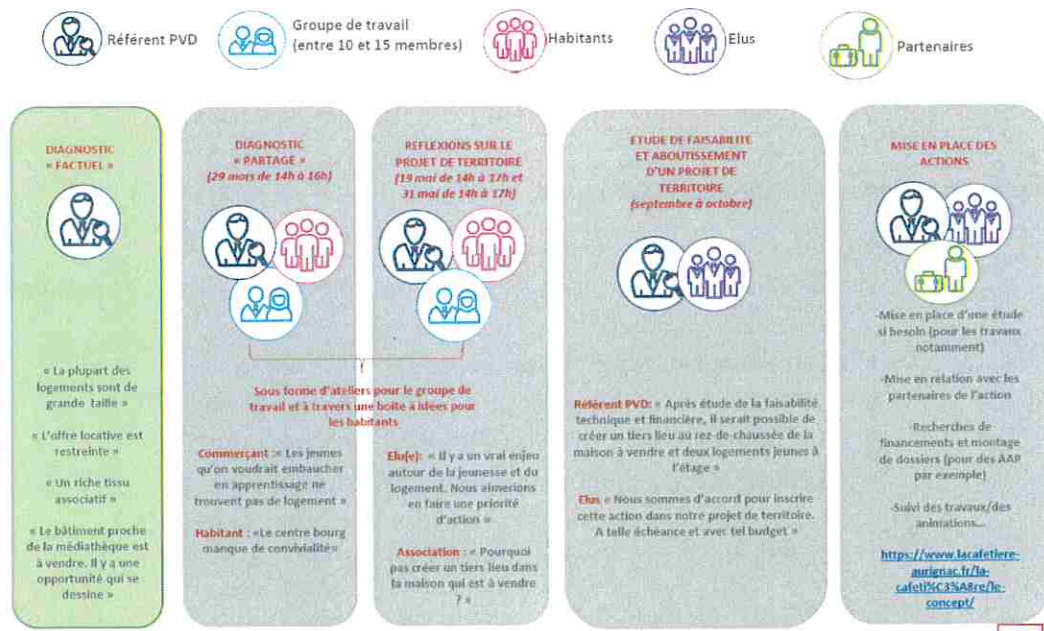 Référent PVD
Groupe de travail
(entre 10 et 15 membres)
Habitants
Elus
Partenaires
DIAGNOSTIC
« FACTUEL »
« La plupart des
logements sont de
grande taille »
« L'offre locative est
restreinte »
« Un riche tissu
associatif »
« Le bâtiment proche
de la médiathèque est
à vendre. Il y a une
opportunité qui se
dessine »
DIAGNOSTIC
« PARTAGE »
(29 mars de 14h à 16h)
REFLEXIONS SUR LE
PROJET DE TERRITOIRE
(19 mai de 14h à 17h et
31 mai de 14h à 17h)
Sous forme d'ateliers pour le groupe de
travail et à travers une boîte à idées pour
les habitants
Commerçant :« Les jeunes
qu'on voudrait embaucher
en apprentissage ne
trouvent pas de logement »
Habitant : «Le centre bourg
manque de convivialité»
Elu(e): « Il y a un vrai enjeu
autour de la jeunesse et du
logement. Nous aimerions
en faire une priorité
d'action »
Association : « Pourquoi
pas créer un tiers lieu dans
la maison qui est à vendre
? »
ETUDE DE FAISABILITE
ET ABOUTISSEMENT
D'UN PROJET DE
TERRITOIRE
(septembre à octobre)
Référent PVD: « Après étude de la faisabilité
technique et financière, il serait possible de
créer un tiers lieu au rez-de-chaussée de la
maison à vendre et deux logements jeunes à
l'étage »
Elus « Nous sommes d'accord pour inscrire
cette action dans notre projet de territoire.
A telle échéance et avec tel budget »
MISE EN PLACE DES
ACTIONS
-Mise en place d'une étude
si besoin (pour les travaux
notamment)
-Mise en relation avec les
partenaires de l'action
-Recherches de
financements et montage
de dossiers (pour des AAP
par exemple)
-Suivi des travaux/des
animations...
https://www.lacafetiere-
aurignac.fr/la-
cafeti%C3%A8re/le-
concept/